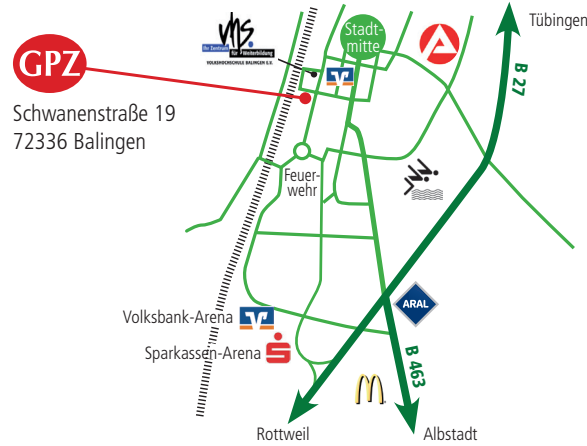 Tübingen
B 27
vhs.
Ihr Zentrum
für Weiterbildung
VOLKSHOCHSCHULE BALINGEN E.V.
Stadt-
mitte
GPZ
Schwanenstraße 19
72336 Balingen
Feuer-
wehr
ARAL
Volksbank-Arena
Sparkassen-Arena
B 463
Rottweil
Albstadt